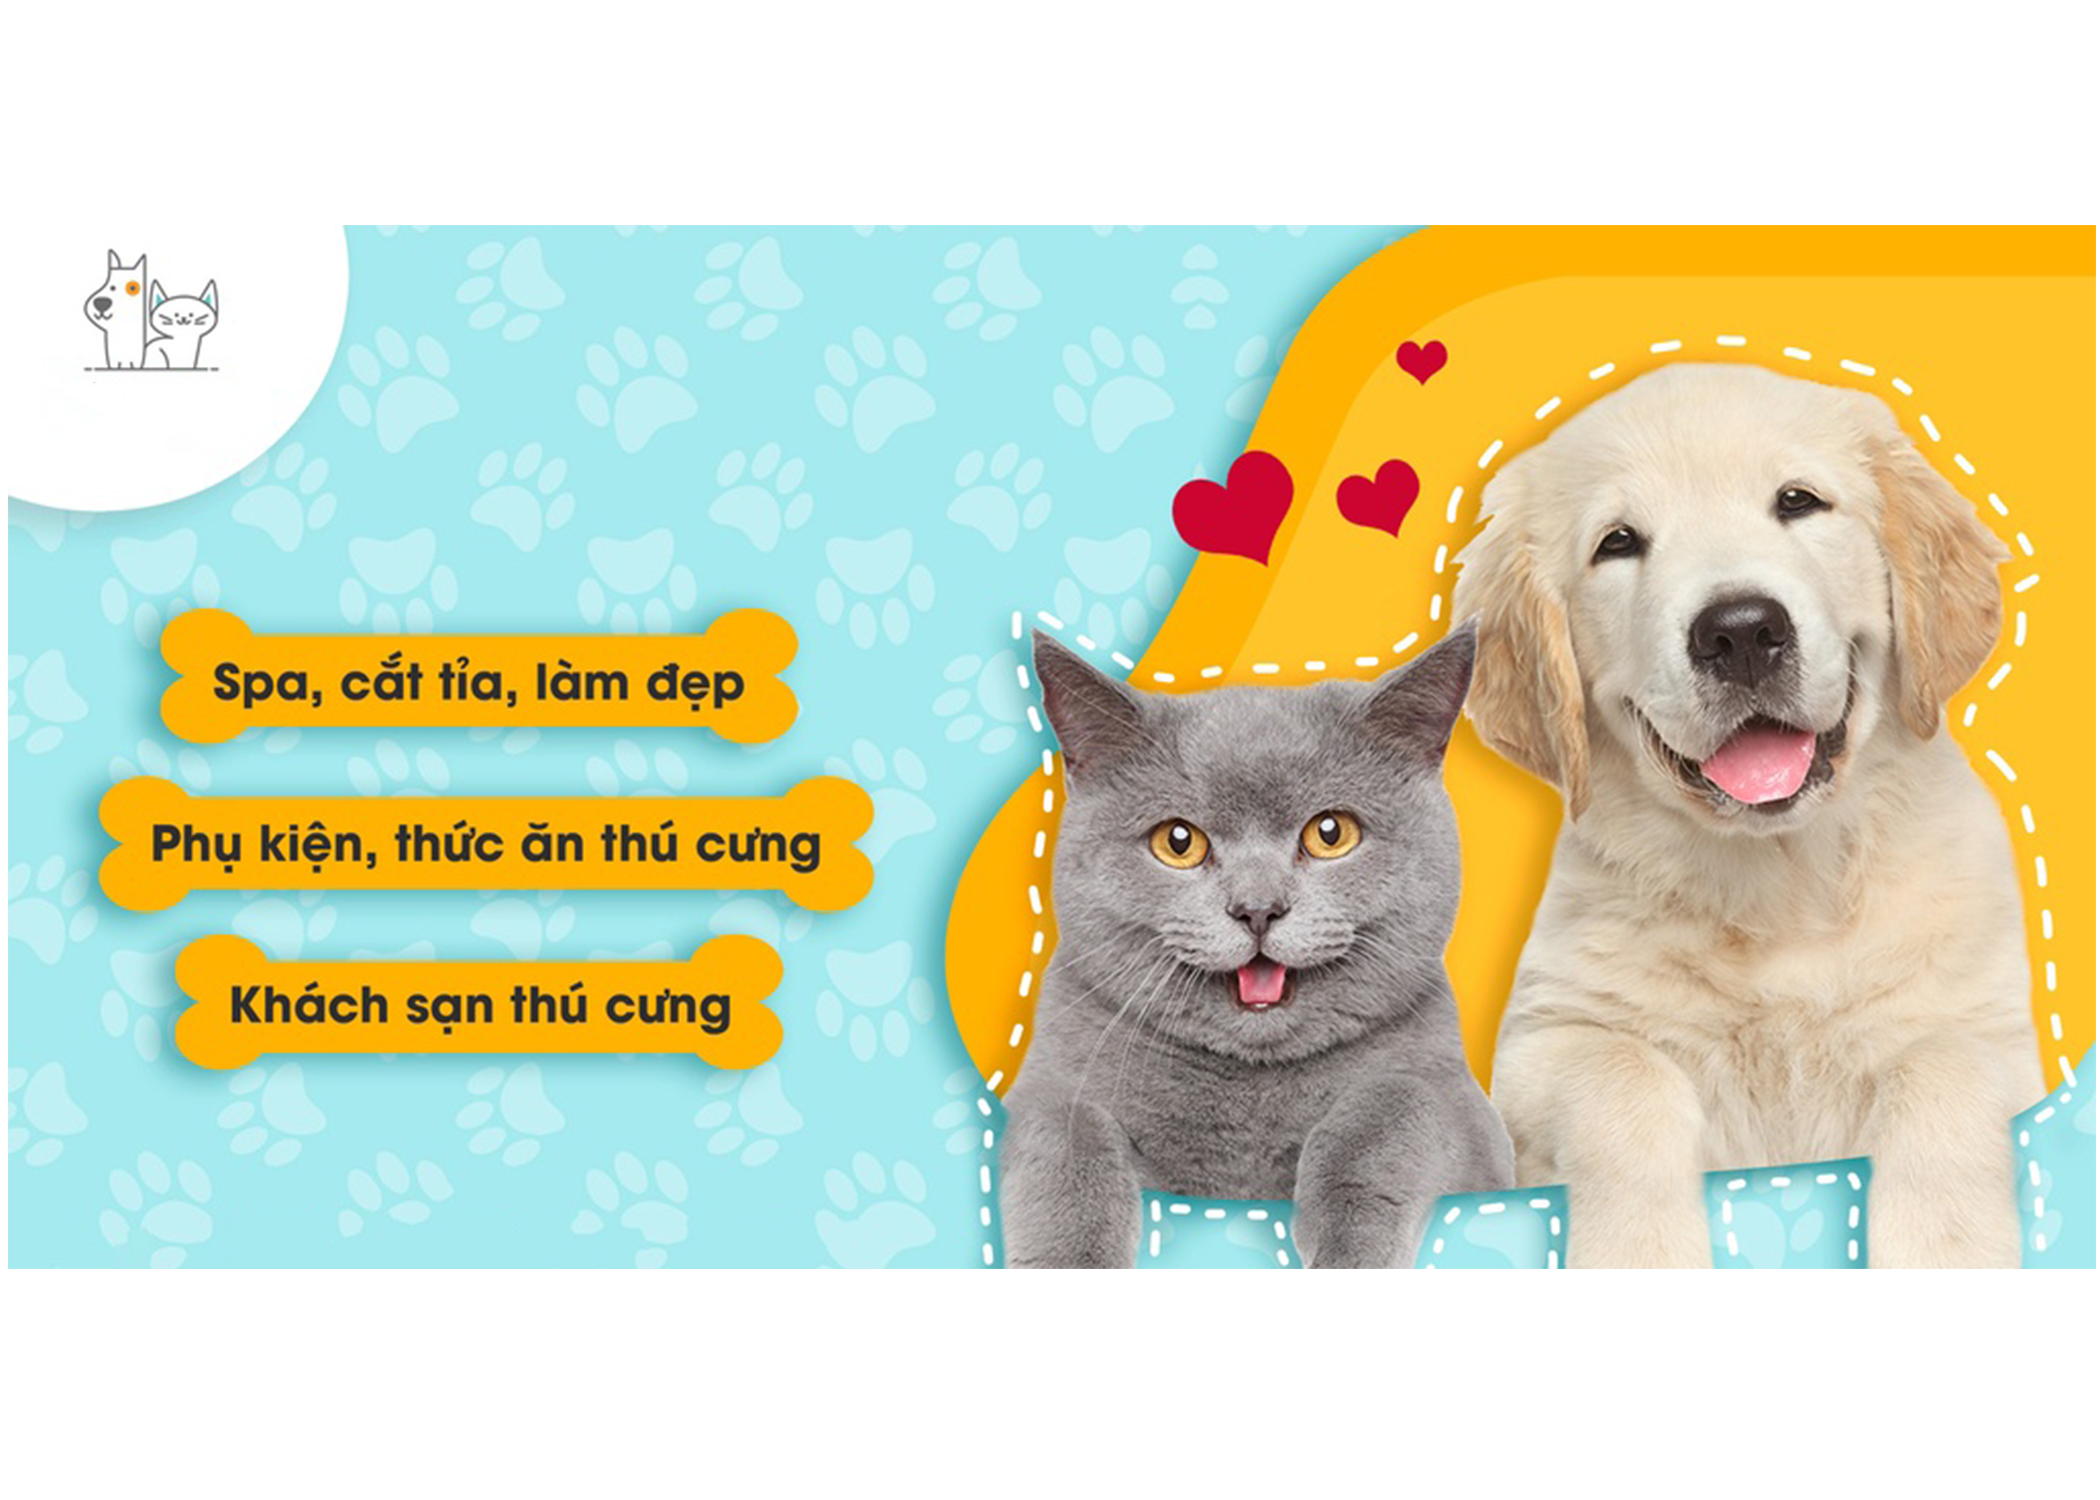 Spa, cắt tỉa, làm đẹp
Phụ kiện, thức ăn thú cưng
Khách sạn thú cưng